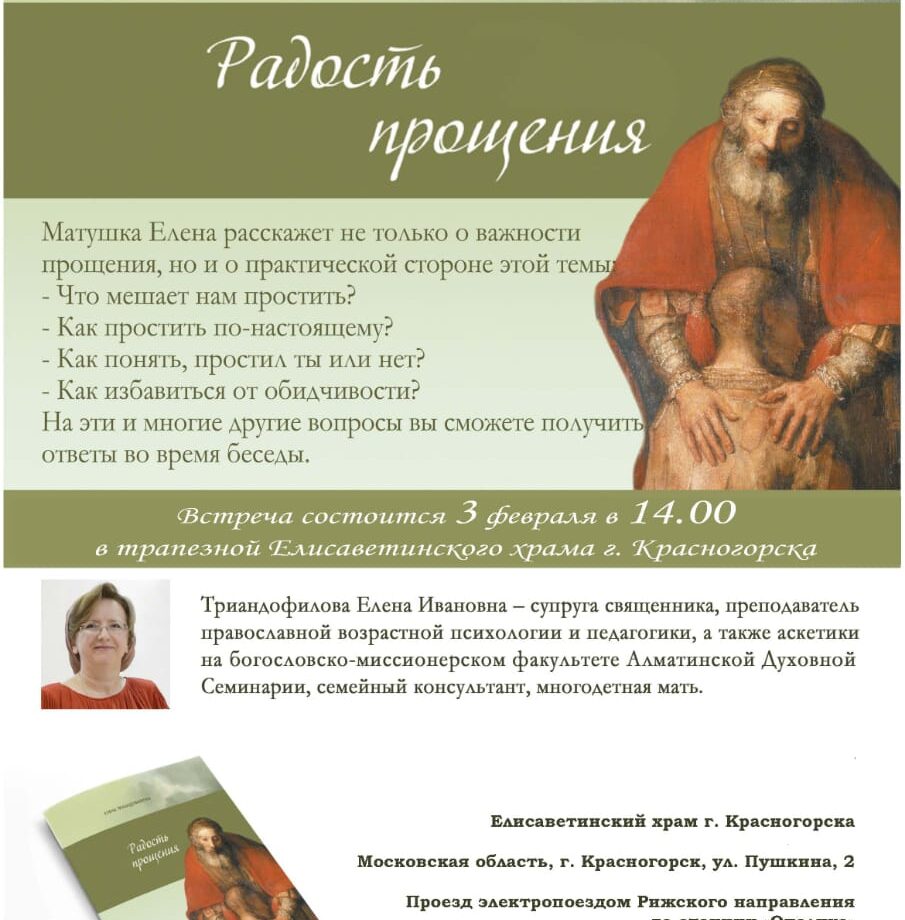 Радость
прощения
Матушка Елена расскажет не только о важности
прощения, но и о практической стороне этой темы:
- Что мешает нам простить?
- Как простить по-настоящему?
- Как понять, простил ты или нет?
- Как избавиться от обидчивости?
На эти и многие другие вопросы вы сможете получить
ответы во время беседы.
Встреча состоится 3 февраля в 14.00
в трапезной Елисаветинского храма г. Красногорска
Триандофилова Елена Ивановна – супруга священника, преподаватель
православной возрастной психологии и педагогики, а также аскетики
на богословско-миссионерском факультете Алматинской Духовной
Семинарии, семейный консультант, многодетная мать.
Радость
прощения
Елисаветинский храм г. Красногорска
Московская область, г. Красногорск, ул. Пушкина, 2
Проезд электропоездом Рижского направления